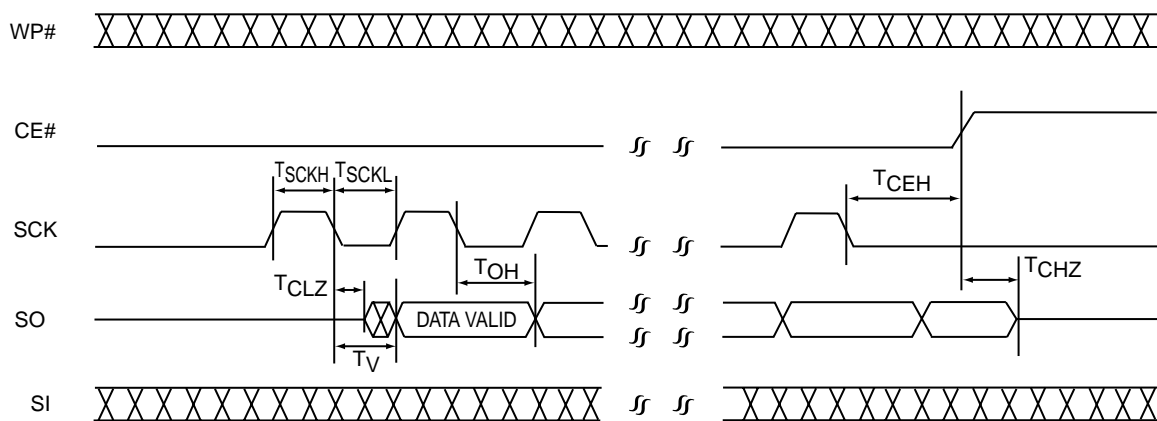 WP#
CE#
TSCKH TSCKL
TCEH
SCK
TOH
TCLZ
TCHZ
SO
DATA VALID
TV
SI